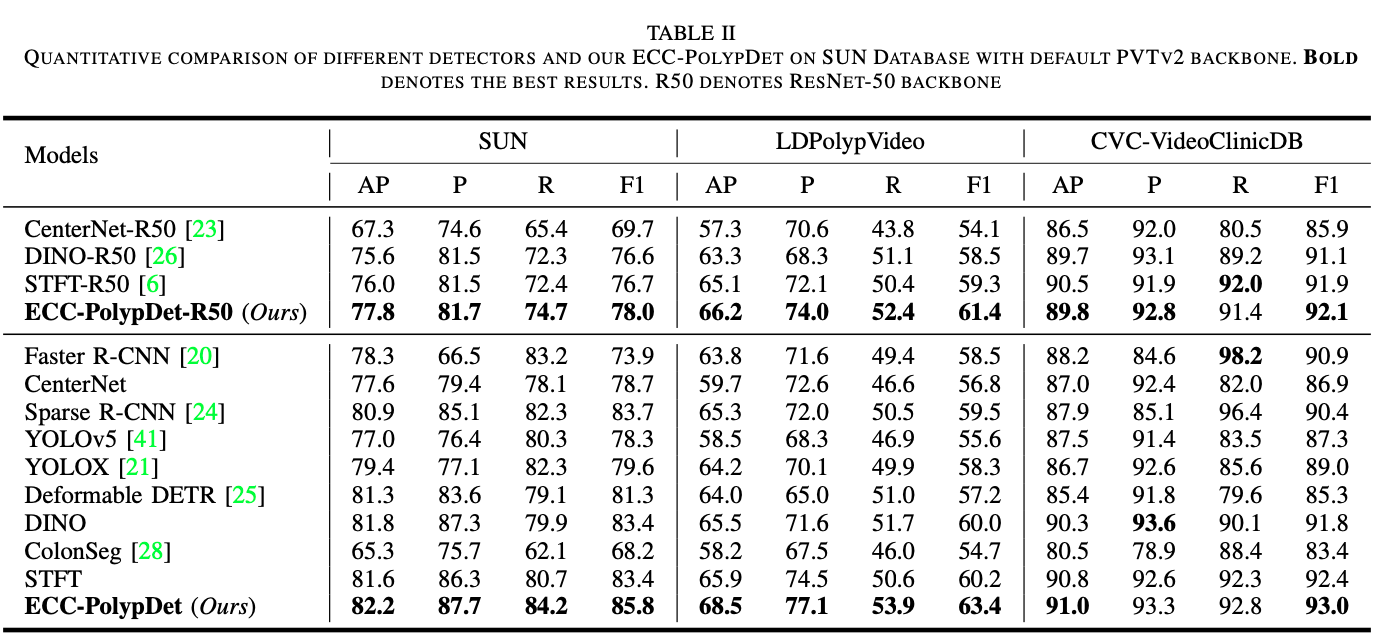 TABLE II
QUANTITATIVE COMPARISON OF DIFFERENT DETECTORS AND OUR ECC-POLYPDET ON SUN DATABASE WITH DEFAULT PVTV2 BACKBONE. BOLD
DENOTES THE BEST RESULTS. R50 DENOTES RESNET-50 BACKBONE
Models SUN LDPolypVideo CVC-VideoClinicDB
AP P R F1 AP P R F1 AP P R F1
CenterNet-R50 [23] 67.3 74.6 65.4 69.7 57.3 70.6 43.8 54.1 86.5 92.0 80.5 85.9
DINO-R50 [26] 75.6 81.5 72.3 76.6 63.3 68.3 51.1 58.5 89.7 93.1 89.2 91.1
STFT-R50 [6] 76.0 81.5 72.4 76.7 65.1 72.1 50.4 59.3 90.5 91.9 92.0 91.9
ECC-PolypDet-R50 (Ours) 77.8 81.7 74.7 78.0 66.2 74.0 52.4 61.4 89.8 92.8 91.4 92.1
Faster R-CNN [20] 78.3 66.5 83.2 73.9 63.8 71.6 49.4 58.5 88.2 84.6 98.2 90.9
CenterNet 77.6 79.4 78.1 78.7 59.7 72.6 46.6 56.8 87.0 92.4 82.0 86.9
Sparse R-CNN [24] 80.9 85.1 82.3 83.7 65.3 72.0 50.5 59.5 87.9 85.1 96.4 90.4
YOLOv5 [41] 77.0 76.4 80.3 78.3 58.5 68.3 46.9 55.6 87.5 91.4 83.5 87.3
YOLOX [21] 79.4 77.1 82.3 79.6 64.2 70.1 49.9 58.3 86.7 92.6 85.6 89.0
Deformable DETR [25] 81.3 83.6 79.1 81.3 64.0 65.0 51.0 57.2 85.4 91.8 79.6 85.3
DINO 81.8 87.3 79.9 83.4 65.5 71.6 51.7 60.0 90.3 93.6 90.1 91.8
ColonSeg [28] 65.3 75.7 62.1 68.2 58.2 67.5 46.0 54.7 80.5 78.9 88.4 83.4
STFT 81.6 86.3 80.7 83.4 65.9 74.5 50.6 60.2 90.8 92.6 92.3 92.4
ECC-PolypDet (Ours) 82.2 87.7 84.2 85.8 68.5 77.1 53.9 63.4 91.0 93.3 92.8 93.0